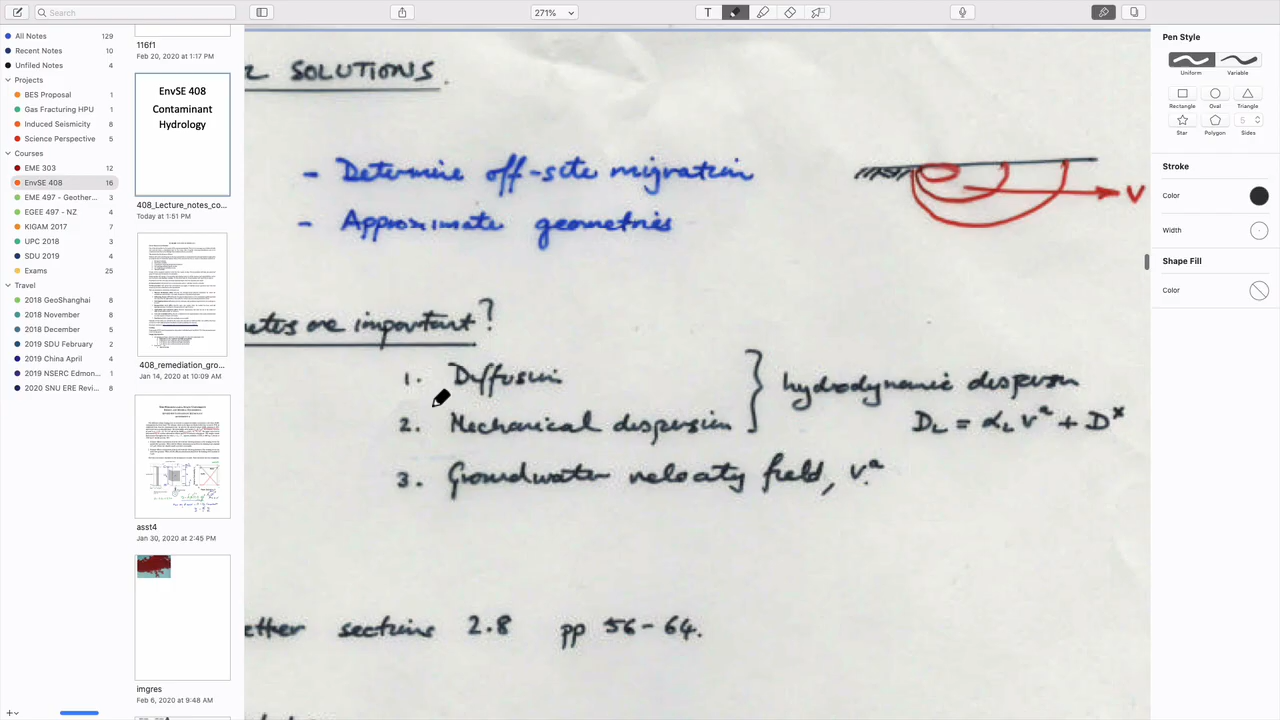 Search
271%
T
All Notes 129
Recent Notes 10
Unfiled Notes 4
Projects
BES Proposal 1
Gas Fracturing HPU 1
Induced Seismicity 8
Science Perspective 5
Courses
EME 303 12
EnvSE 408 16
EME 497 - Geother... 3
EGEE 497 - NZ 4
KIGAM 2017 7
UPC 2018 3
SDU 2019 4
Exams 25
Travel
2018 GeoShanghai 8
2018 November 8
2018 December 5
2019 SDU February 2
2019 China April 4
2019 NSERC Edmon... 1
2020 SNU ERE Revi... 8
116f1
Feb 20, 2020 at 1:17 PM
EnvSE 408
Contaminant
Hydrology
408_Lecture_notes_co...
Today at 1:51 PM
408_remediation_gro...
Jan 14, 2020 at 10:09 AM
asst4
Jan 30, 2020 at 2:45 PM
imgres
Feb 6, 2020 at 9:48 AM
SOLUTIONS.
- Determine off-site migration
- Approximate geometries
V
are important?
1. Diffusion
2. Mechanical dispersion
} hydrodynamic dispersion
D_L = α_L v^a + D^*
3. Groundwater velocity field, v^a
sections 2.8 pp 56-64.
Pen Style
Uniform
Variable
Rectangle
Oval
Triangle
Star
Polygon
5
Sides
Stroke
Color
Width
Shape Fill
Color